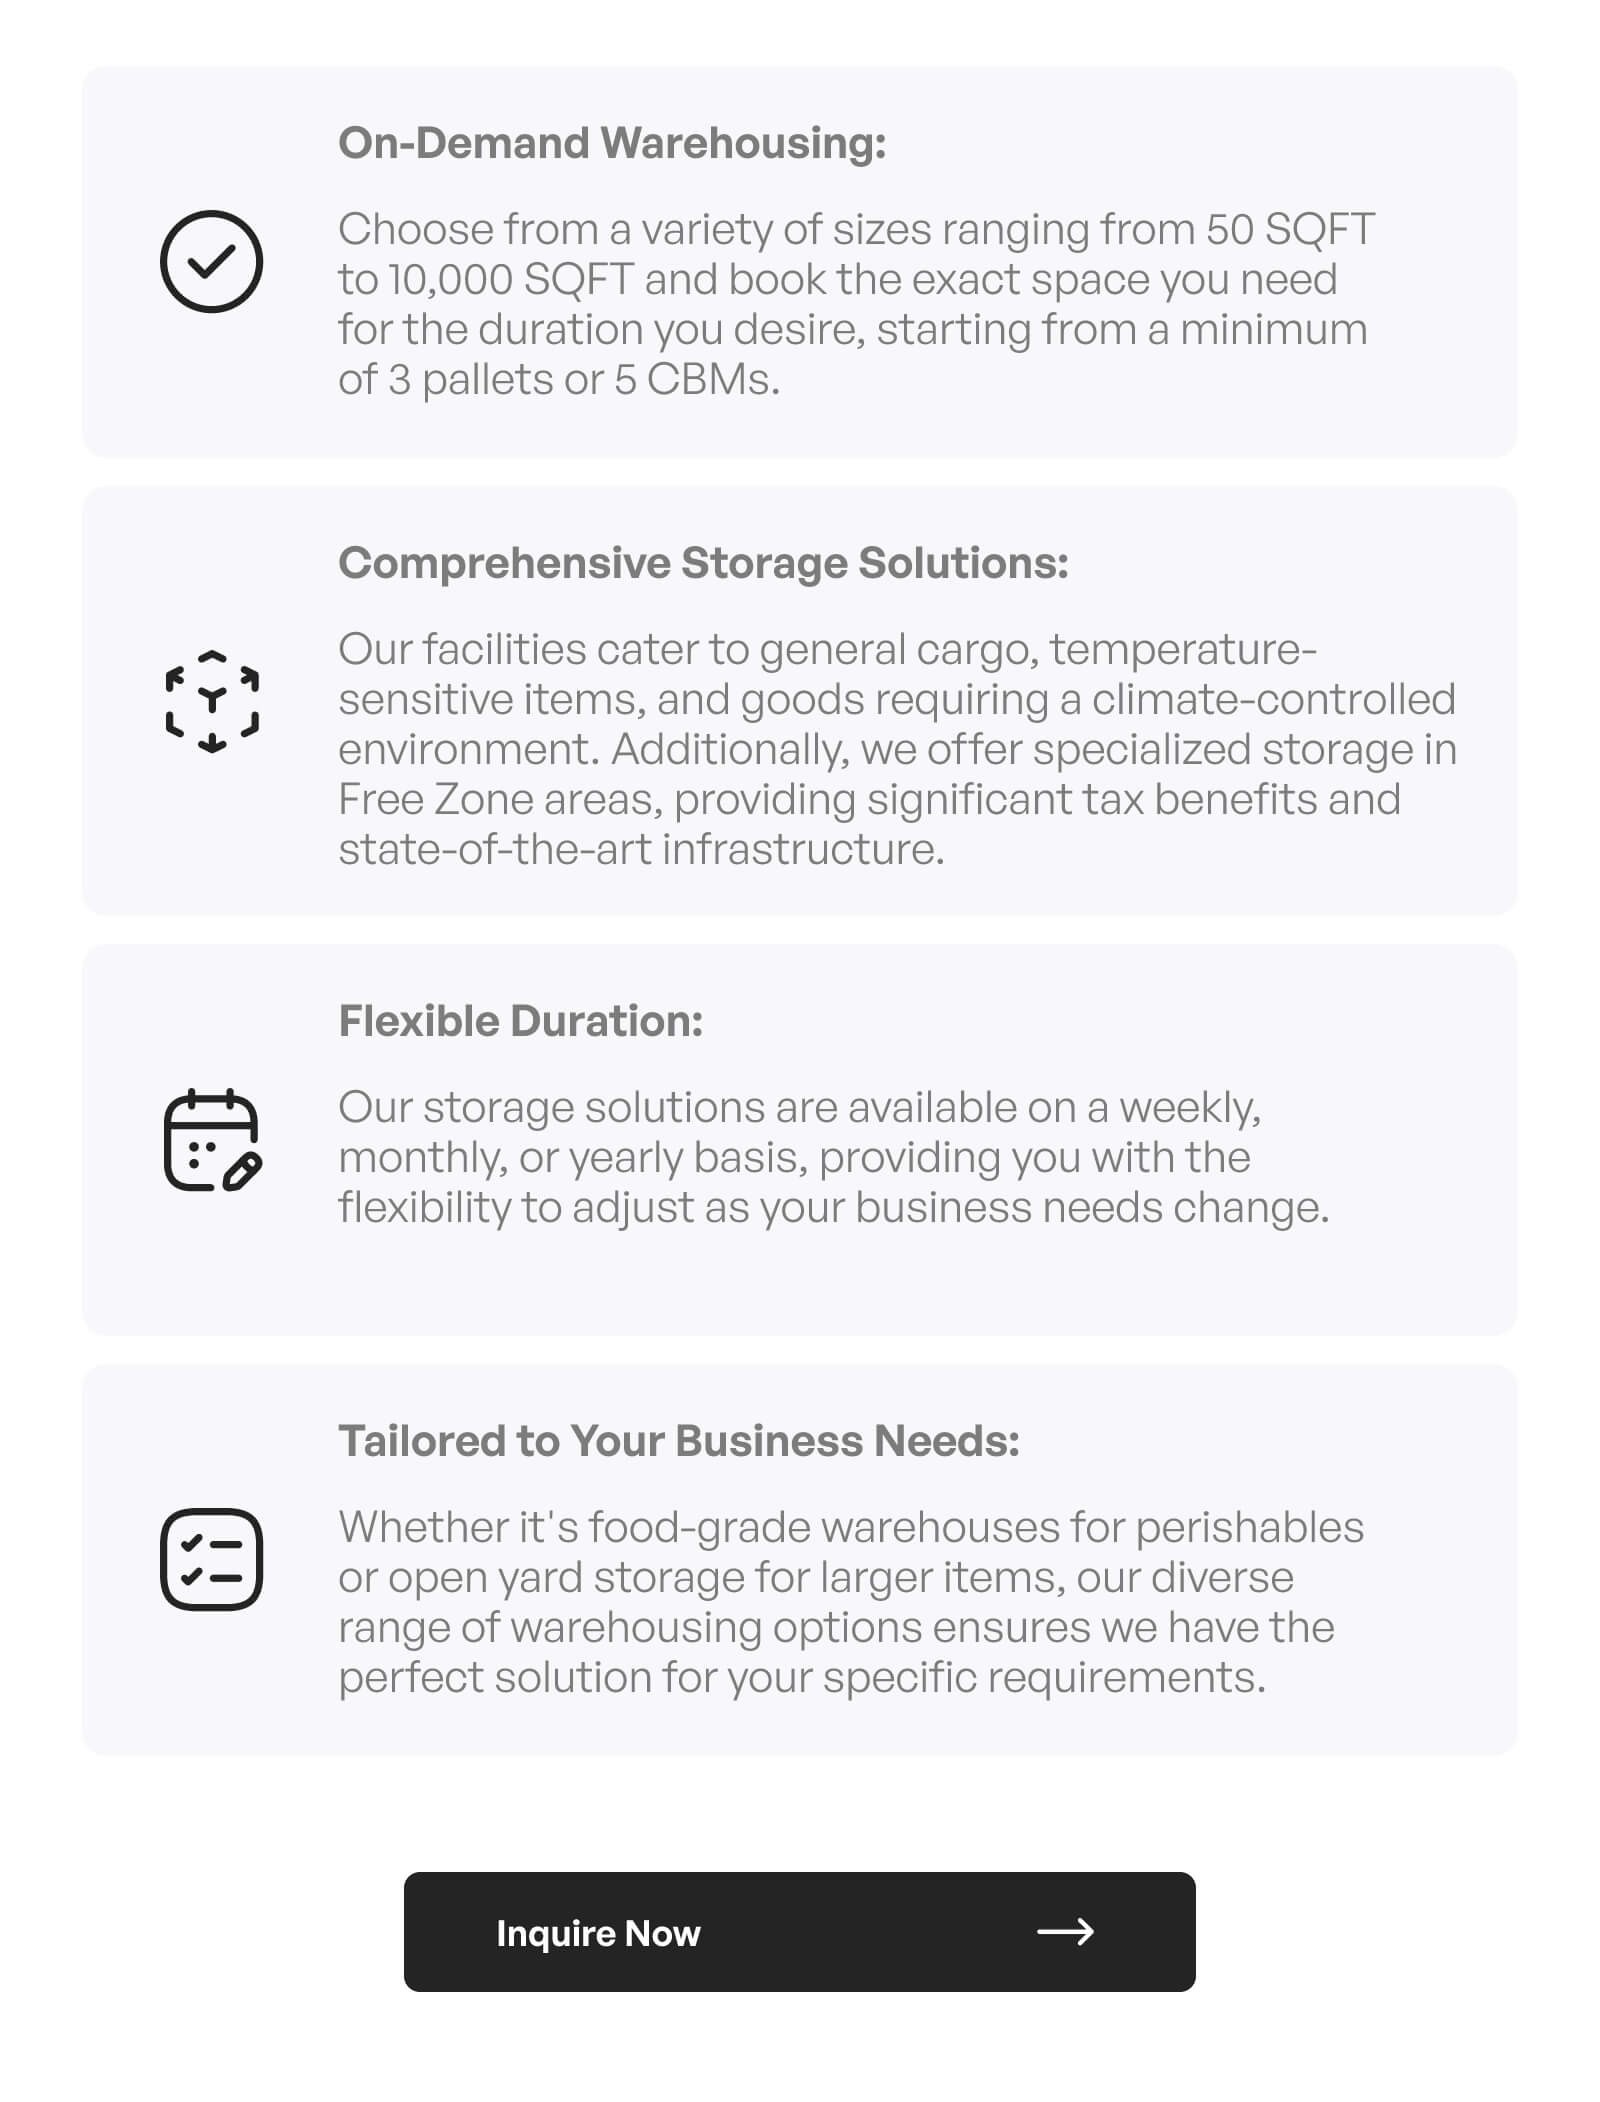 On-Demand Warehousing:
Choose from a variety of sizes ranging from 50 SQFT
to 10,000 SQFT and book the exact space you need
for the duration you desire, starting from a minimum
of 3 pallets or 5 CBMs.
Comprehensive Storage Solutions:
Our facilities cater to general cargo, temperature-
sensitive items, and goods requiring a climate-controlled
environment. Additionally, we offer specialized storage in
Free Zone areas, providing significant tax benefits and
state-of-the-art infrastructure.
Flexible Duration:
Our storage solutions are available on a weekly,
monthly, or yearly basis, providing you with the
flexibility to adjust as your business needs change.
Tailored to Your Business Needs:
Whether it's food-grade warehouses for perishables
or open yard storage for larger items, our diverse
range of warehousing options ensures we have the
perfect solution for your specific requirements.
Inquire Now